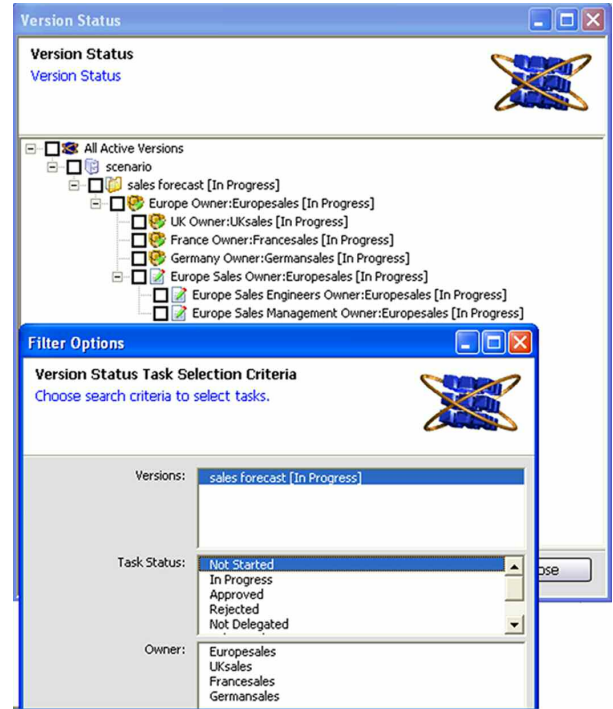 Version Status
Version Status
Version Status
All Active Versions
scenario
sales forecast [In Progress]
Europe Owner:Europesales [In Progress]
UK Owner:UKsales [In Progress]
France Owner:Francesales [In Progress]
Germany Owner:Germansales [In Progress]
Europe Sales Owner:Europesales [In Progress]
Europe Sales Engineers Owner:Europesales [In Progress]
Europe Sales Management Owner:Europesales [In Progress]
Filter Options
Version Status Task Selection Criteria
Choose search criteria to select tasks.
Versions: sales forecast [In Progress]
Task Status: Not Started
In Progress
Approved
Rejected
Not Delegated
ose
Owner: Europesales
UKsales
Francesales
Germansales